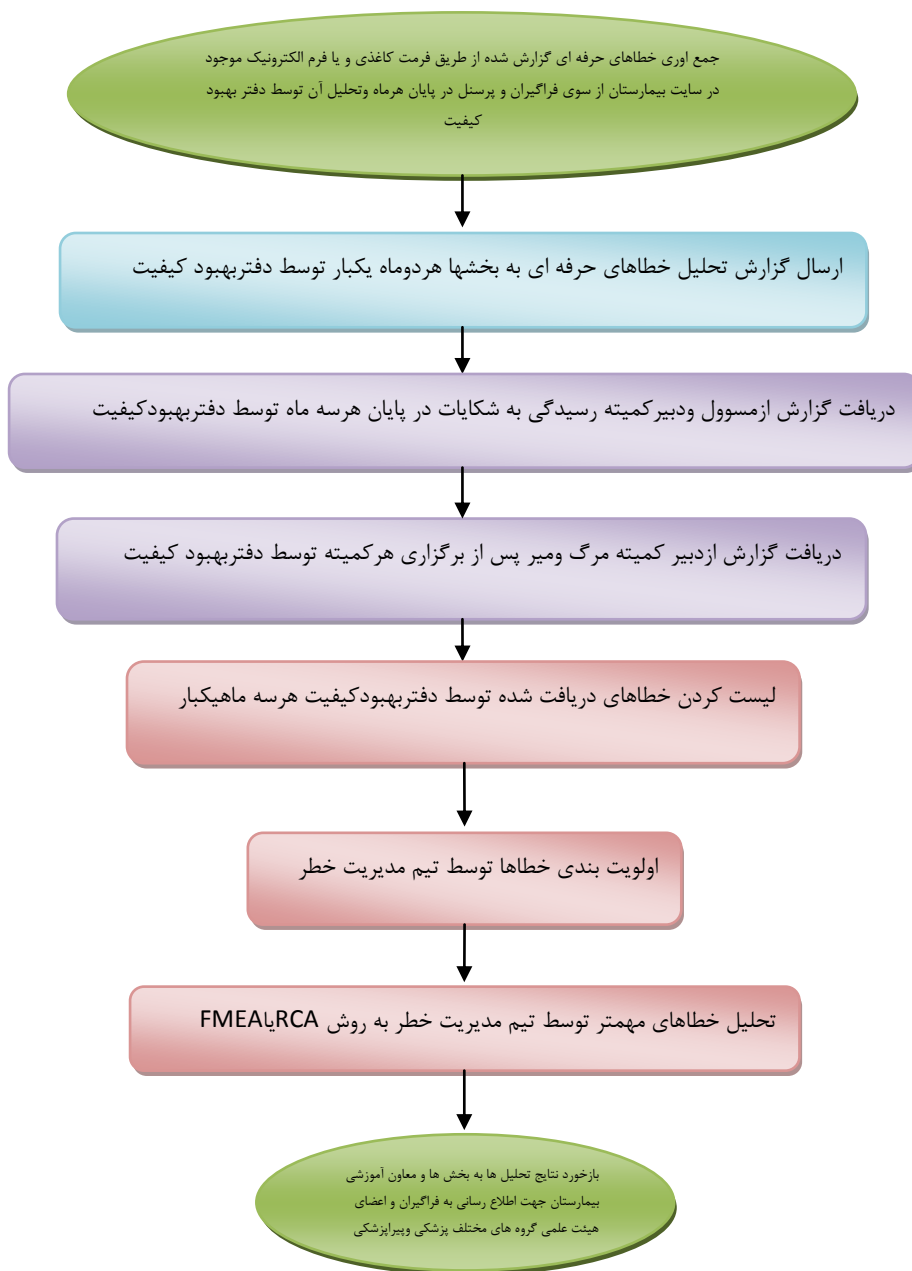 جمع اوری خطاهای حرفه ای گزارش شده از طریق فرمت کاغذی و یا فرم الکترونیک موجود
در سایت بیمارستان از سوی فراگیران و پرسنل در پایان هرماه وتحلیل آن توسط دفتر بهبود
کیفیت
ارسال گزارش تحلیل خطاهای حرفه ای به بخشها هردوماه یکبار توسط دفتربهبود کیفیت
دریافت گزارش ازمسوول ودبیرکمیته رسیدگی به شکایات در پایان هرسه ماه توسط دفتربهبودکیفیت
دریافت گزارش ازدبیر کمیته مرگ ومیر پس از برگزاری هرکمیته توسط دفتربهبود کیفیت
لیست کردن خطاهای دریافت شده توسط دفتربهبودکیفیت هرسه ماهیکبار
اولویت بندی خطاها توسط تیم مدیریت خطر
تحلیل خطاهای مهمتر توسط تیم مدیریت خطر به روش RCAیاFMEA
بازخورد نتایج تحلیل ها به بخش ها و معاون آموزشی
بیمارستان جهت اطلاع رسانی به فراگیران و اعضای
هیئت علمی گروه های مختلف پزشکی وپیراپزشکی